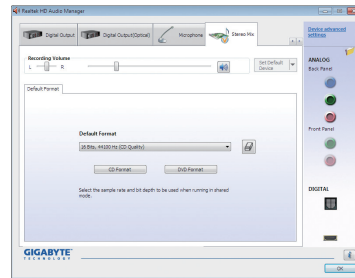 Realtek HD Audio Manager
Digital Output
Digital Output(Optical)
Microphone
Stereo Mix
Device advanced
settings
Recording Volume
L
R
Set Default
Device
ANALOG
Back Panel
Default Format
Default Format
16 Bits, 44100 Hz (CD Quality)
CD Format
DVD Format
Select the sample rate and bit depth to be used when running in shared
mode.
Front Panel
DIGITAL
GIGABYTE
TECHNOLOGY
OK